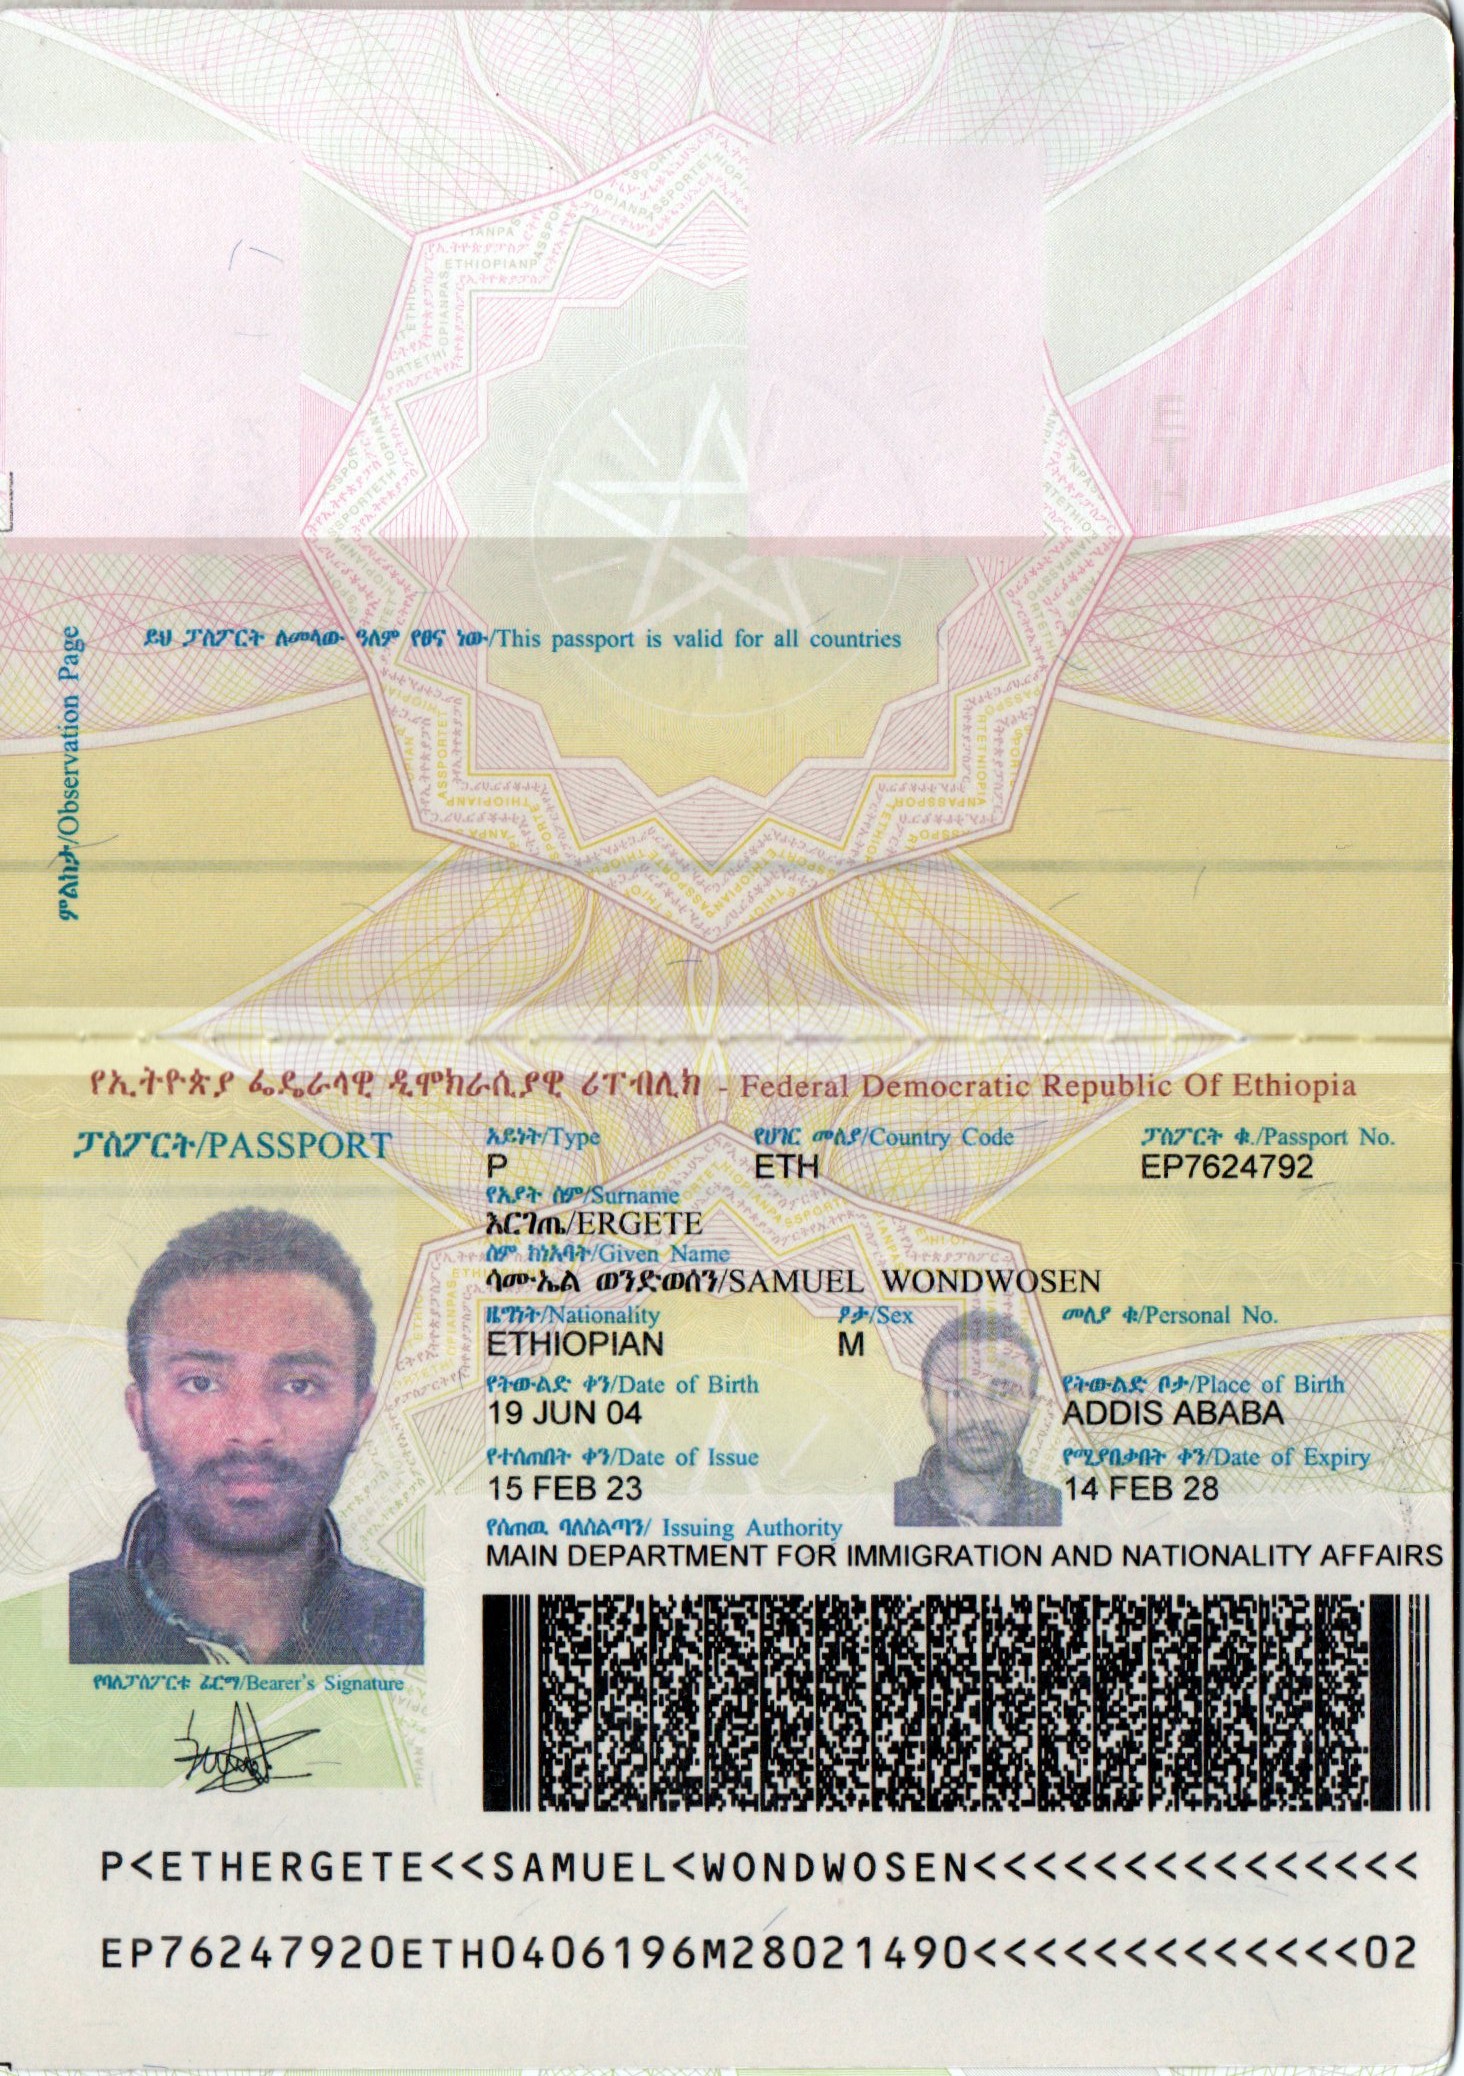 ይህ ፓስፖርት ለመላው ዓለም የፀና ነው/This passport is valid for all countries
ምልከታ/Observation Page
የኢትዮጵያ ፌዴራላዊ ዲሞክራሲያዊ ሪፐብሊክ - Federal Democratic Republic Of Ethiopia
ፓስፖርት/PASSPORT
አይነት/Type የሀገር መለያ/Country Code ፓስፖርት ቁ./Passport No.
P ETH EP7624792
የአያት ስም/Surname
እርገጤ/ERGETE
ስም ከነአባት/Given Name
ሳሙኤል ወንድወሰን/SAMUEL WONDWOSEN
ዜግነት/Nationality ፆታ/Sex መለያ ቁ/Personal No.
ETHIOPIAN M
የትውልድ ቀን/Date of Birth የትውልድ ቦታ/Place of Birth
19 JUN 04 ADDIS ABABA
የተሰጠበት ቀን/Date of Issue የሚያበቃበት ቀን/Date of Expiry
15 FEB 23 14 FEB 28
የሰጠዉ ባለስልጣን/ Issuing Authority
MAIN DEPARTMENT FOR IMMIGRATION AND NATIONALITY AFFAIRS
የባለፓስፖርቱ ፊርማ/Bearer's Signature
P<ETHERGETE<<SAMUEL<WONDWOSEN<<<<<<<<<<<<<<<
EP76247920ETH0406196M28021490<<<<<<<<<<<<<02